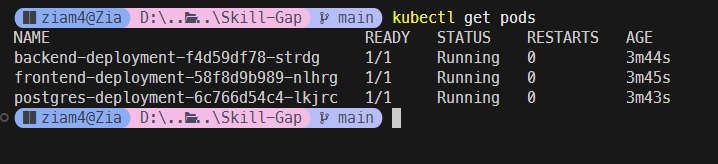 ziam4@Zia D:\..\..\Skill-Gap main kubectl get pods
NAME READY STATUS RESTARTS AGE
backend-deployment-f4d59df78-strdg 1/1 Running 0 3m44s
frontend-deployment-58f8d9b989-nlhrg 1/1 Running 0 3m45s
postgres-deployment-6c766d54c4-lkjrc 1/1 Running 0 3m43s
ziam4@Zia D:\..\..\Skill-Gap main